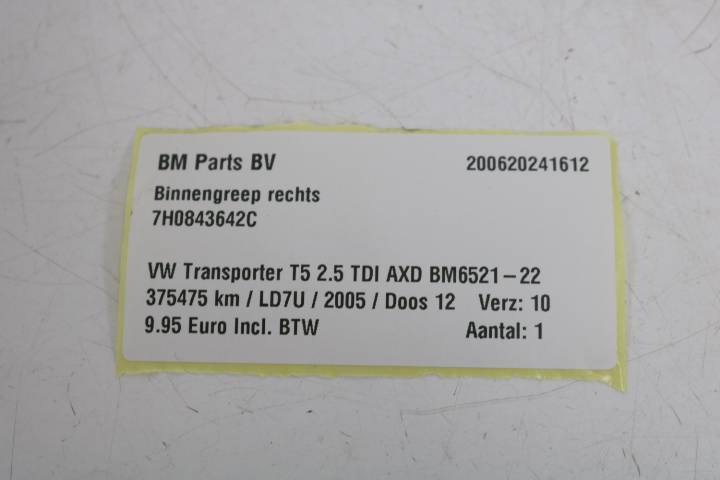 BM Parts BV 200620241612
Binnengreep rechts
7H0843642C
VW Transporter T5 2.5 TDI AXD BM6521-22
375475 km / LD7U / 2005 / Doos 12 Verz: 10
9.95 Euro Incl. BTW Aantal: 1